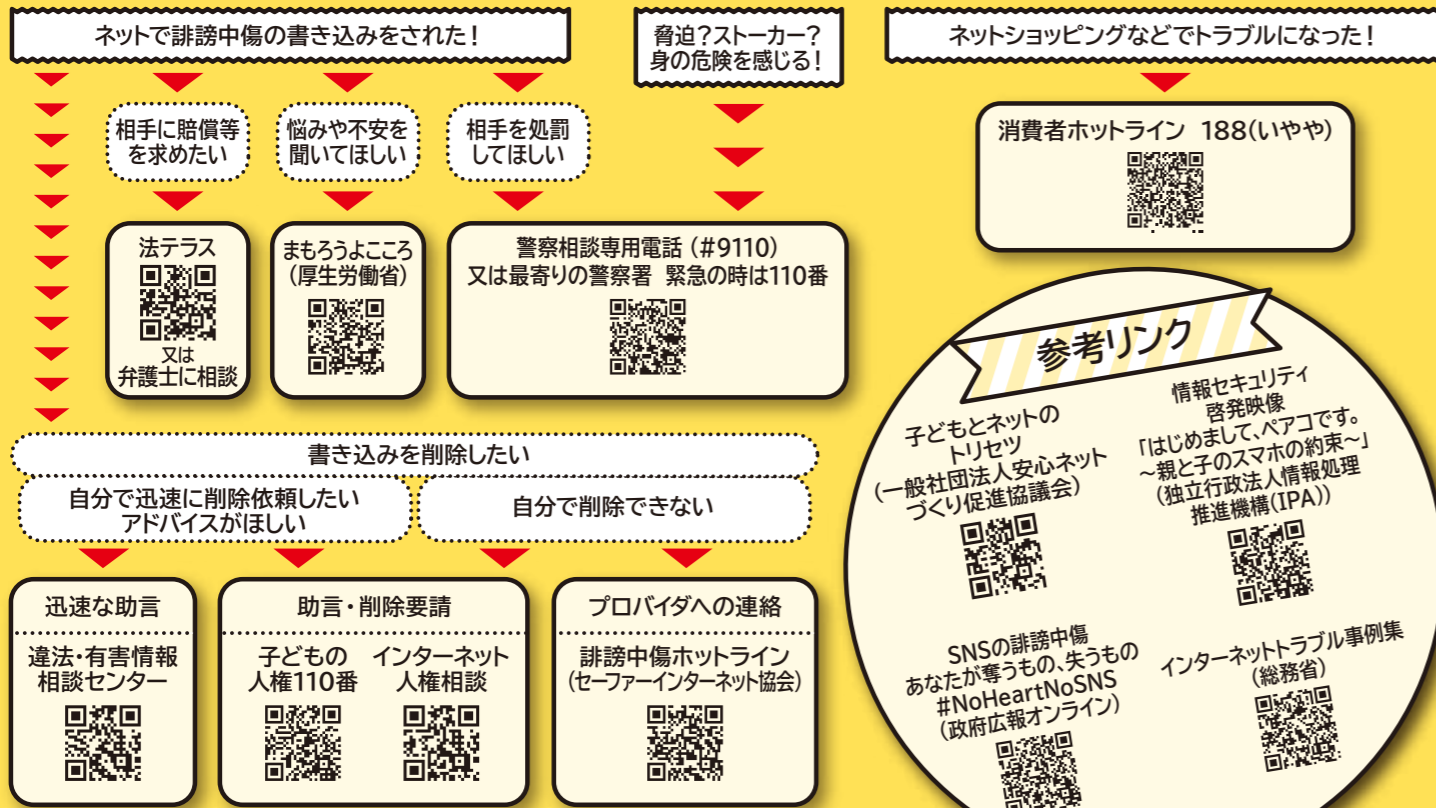 ネットで誹謗中傷の書き込みをされた!
相手に賠償等
を求めたい
悩みや不安を
聞いてほしい
相手を処罰
してほしい
脅迫?ストーカー?
身の危険を感じる!
法テラス
又は
弁護士に相談
まもろうよこころ
(厚生労働省)
警察相談専用電話 (#9110)
又は最寄りの警察署 緊急の時は110番
書き込みを削除したい
自分で迅速に削除依頼したい
アドバイスがほしい
自分で削除できない
迅速な助言
違法・有害情報
相談センター
助言・削除要請
子どもの
人権110番
インターネット
人権相談
プロバイダへの連絡
誹謗中傷ホットライン
(セーファーインターネット協会)
ネットショッピングなどでトラブルになった!
消費者ホットライン 188(いやや)
参考リンク
子どもとネットの
トリセツ
(一般社団法人安心ネット
づくり促進協議会)
情報セキュリティ
啓発映像
「はじめまして、ペアコです。
~親と子のスマホの約束~」
(独立行政法人情報処理
推進機構(IPA))
SNSの誹謗中傷
あなたが奪うもの、失うもの
#NoHeartNoSNS
(政府広報オンライン)
インターネットトラブル事例集
(総務省)